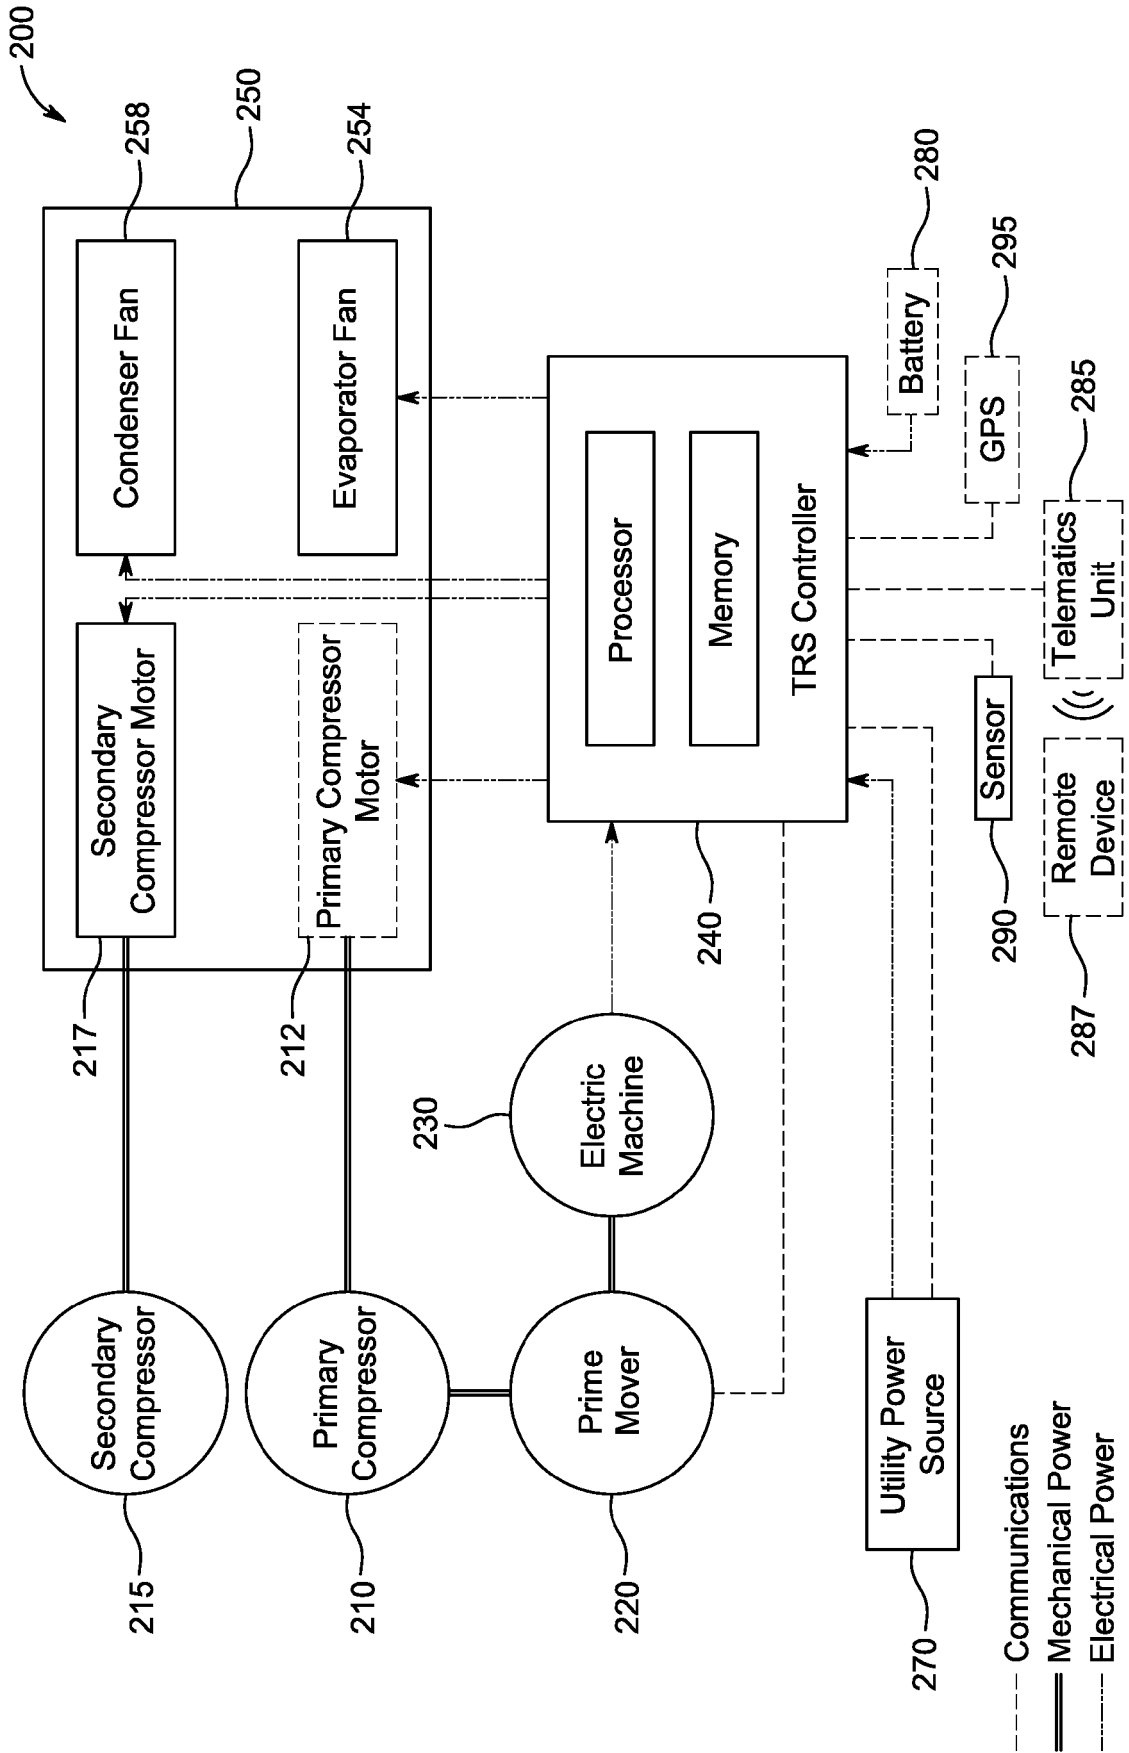 200
258
250
254
Condenser Fan
Evaporator Fan
Secondary
Compressor Motor
Primary Compressor
Motor
217
212
Secondary
Compressor
215
Primary
Compressor
210
Prime
Mover
220
Electric
Machine
230
Processor
Memory
TRS Controller
240
Battery
280
GPS
295
Telematics
Unit
285
Sensor
290
Remote
Device
287
Utility Power
Source
270
Communications
Mechanical Power
Electrical Power